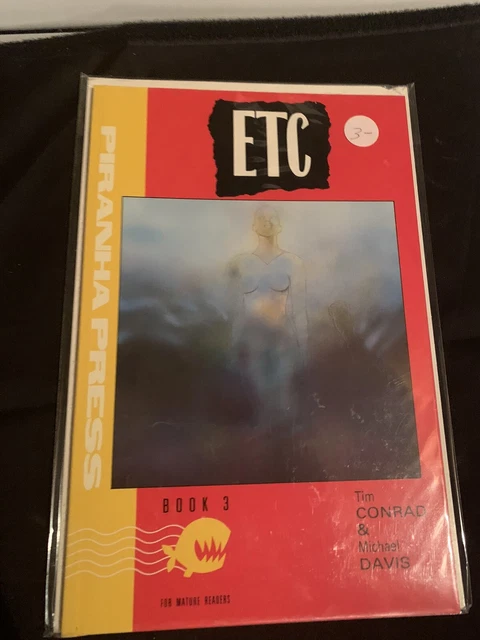 ETC
3-
PIRANHA PRESS
BOOK 3
Tim
CONRAD
&
Michael
DAVIS
FOR MATURE READERS